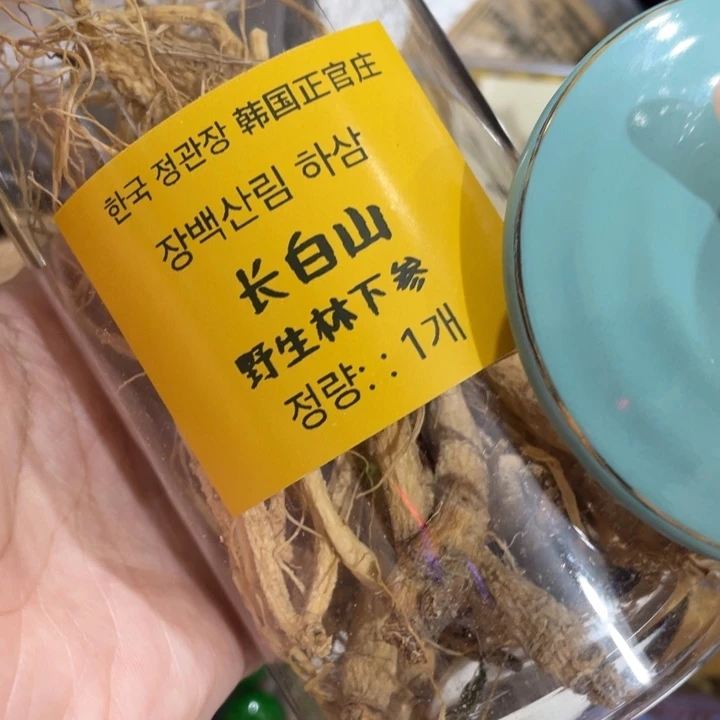 한국 정관장 韩国正官庄
장백산림 하삼
长白山
野生林下参
정량: : 1개